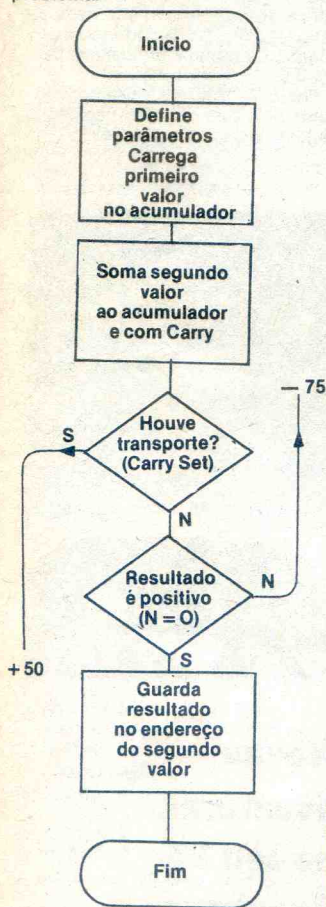 Início
Define
parâmetros
Carrega
primeiro
valor
no acumulador
Soma segundo
valor
ao acumulador
e com Carry
— 75
S
Houve
transporte?
(Carry Set)
N
Resultado
é positivo
(N = O)
N
S
+50
Guarda
resultado
no endereço
do segundo
valor
Fim